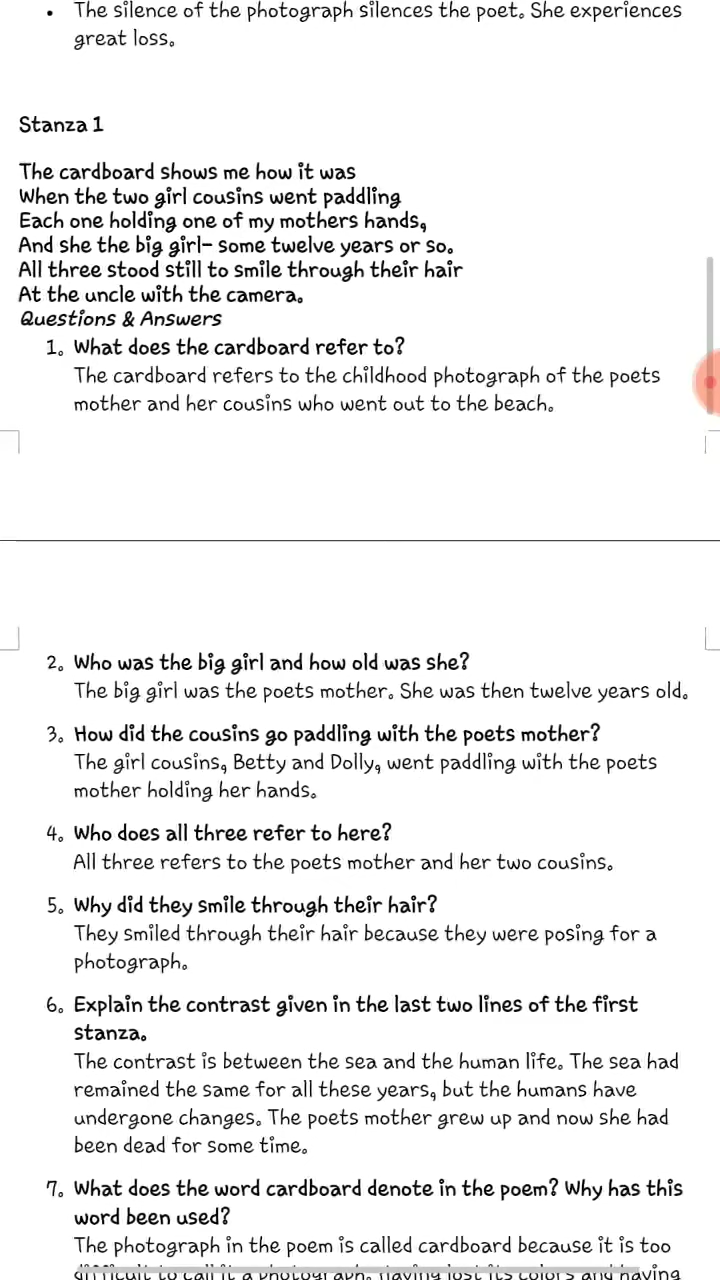 • The silence of the photograph silences the poet. She experiences
great loss.
Stanza 1
The cardboard shows me how it was
When the two girl cousins went paddling
Each one holding one of my mothers hands,
And she the big girl- some twelve years or so.
All three stood still to smile through their hair
At the uncle with the camera.
Questions & Answers
1. What does the cardboard refer to?
The cardboard refers to the childhood photograph of the poets
mother and her cousins who went out to the beach.
2. Who was the big girl and how old was she?
The big girl was the poets mother. She was then twelve years old.
3. How did the cousins go paddling with the poets mother?
The girl cousins, Betty and Dolly, went paddling with the poets
mother holding her hands.
4. Who does all three refer to here?
All three refers to the poets mother and her two cousins.
5. Why did they smile through their hair?
They smiled through their hair because they were posing for a
photograph.
6. Explain the contrast given in the last two lines of the first
stanza.
The contrast is between the sea and the human life. The sea had
remained the same for all these years, but the humans have
undergone changes. The poets mother grew up and now she had
been dead for some time.
7. What does the word cardboard denote in the poem? Why has this
word been used?
The photograph in the poem is called cardboard because it is too
difficult to call it a photograph. Having lost its colors and having